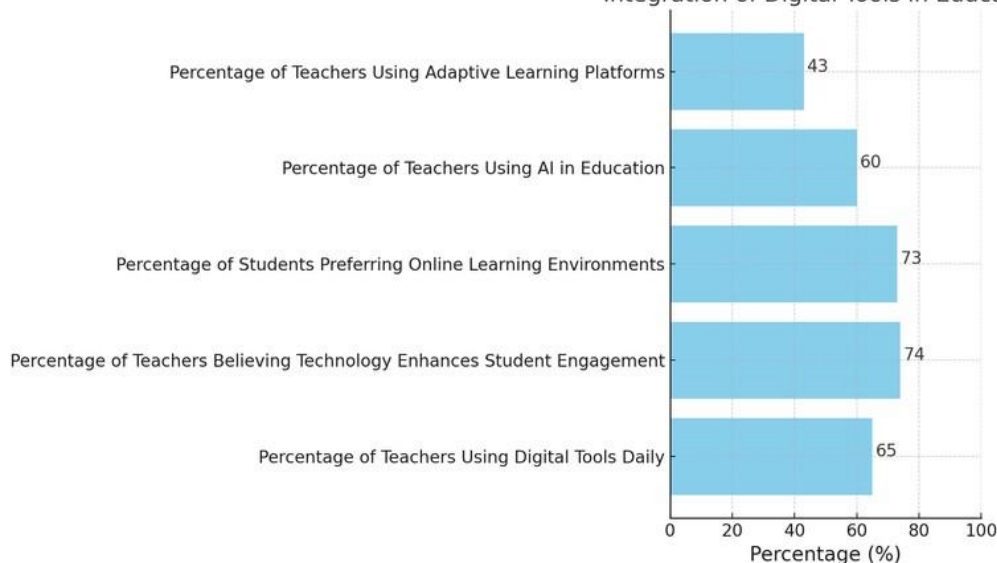 Integration of Digital Tools in Educ
Percentage of Teachers Using Adaptive Learning Platforms
43
Percentage of Teachers Using AI in Education
60
Percentage of Students Preferring Online Learning Environments
73
Percentage of Teachers Believing Technology Enhances Student Engagement
74
Percentage of Teachers Using Digital Tools Daily
65
0 20 40 60 80 100
Percentage (%)